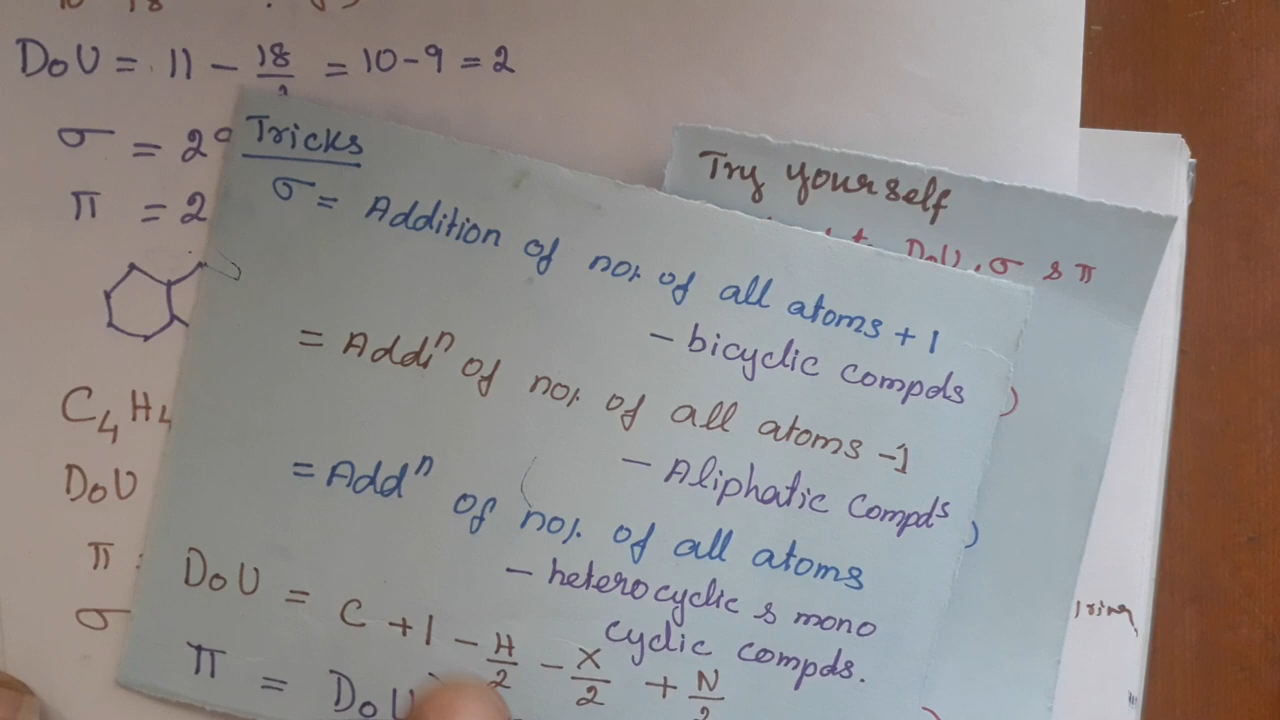 DoU = 11 - 18/2 = 10-9 = 2
σ = 2
π = 2
C4H4
DoU
π
σ
Tricks
σ = Addition of no. of all atoms + 1
- bicyclic compds
= Addiⁿ of no. of all atoms -1
- Aliphatic Compdˢ
= Addⁿ of no. of all atoms
- heterocyclic & mono
cyclic compds.
DoU = C + 1 - H/2 - X/2 + N/2
π = DoU
Try yourself
DoU, σ & π